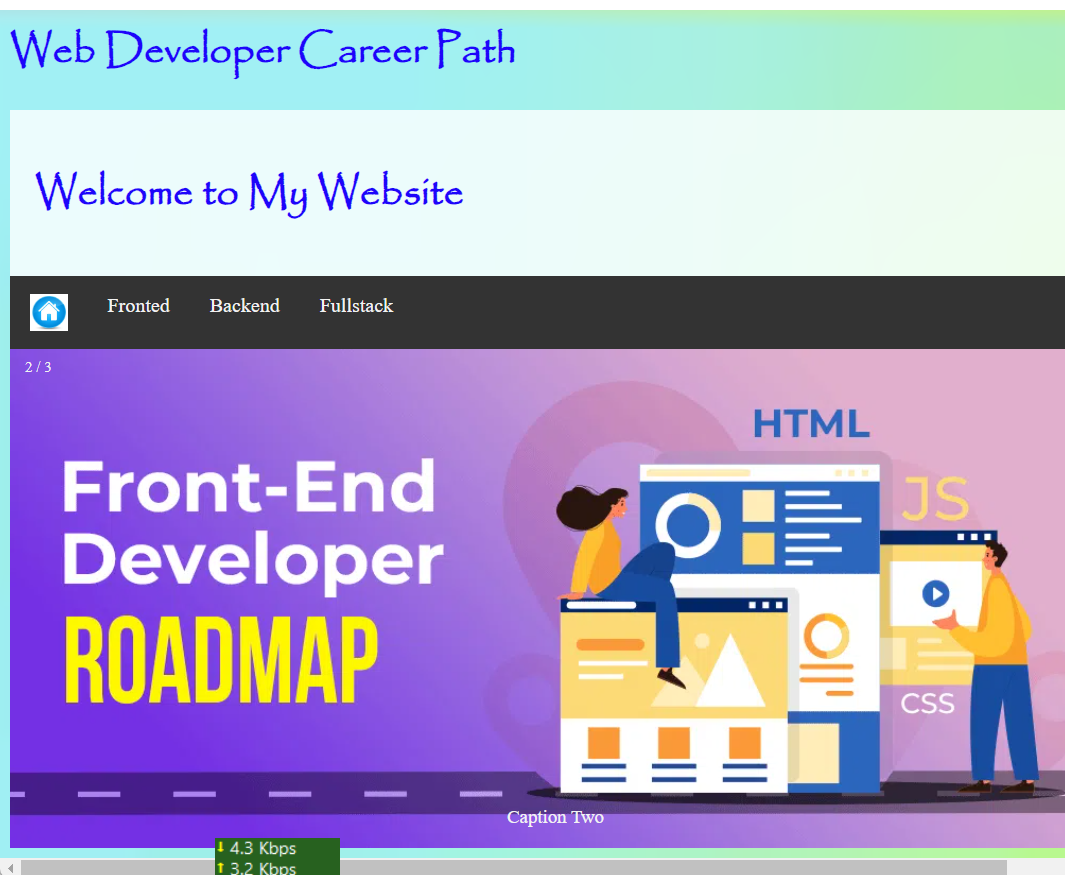 Web Developer Career Path
Welcome to My Website
Fronted Backend Fullstack
2 / 3
HTML
JS
Front-End
Developer
ROADMAP
CSS
Caption Two
4.3 Kbps
3.2 Kbps